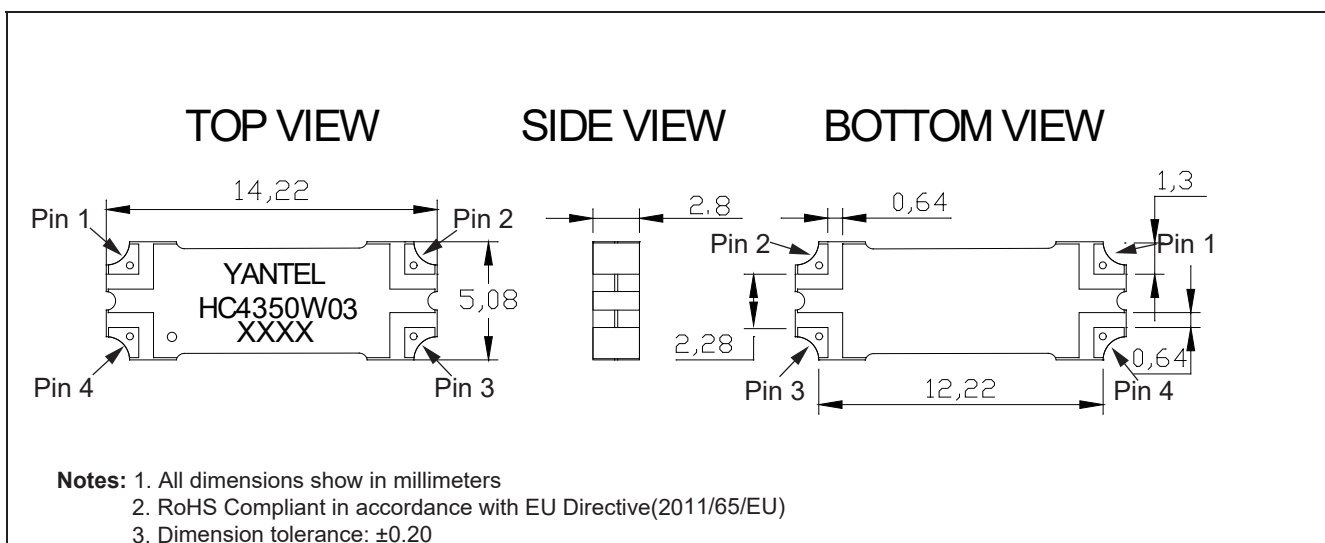 TOP VIEW SIDE VIEW BOTTOM VIEW
14,22
2.8
0,64
1,3
Pin 1
Pin 2
Pin 2
Pin 1
YANTEL
HC4350W03
XXXX
5,08
2,28
0,64
Pin 4
Pin 3
Pin 3
Pin 4
12,22
Notes: 1. All dimensions show in millimeters
2. RoHS Compliant in accordance with EU Directive(2011/65/EU)
3. Dimension tolerance: ±0.20